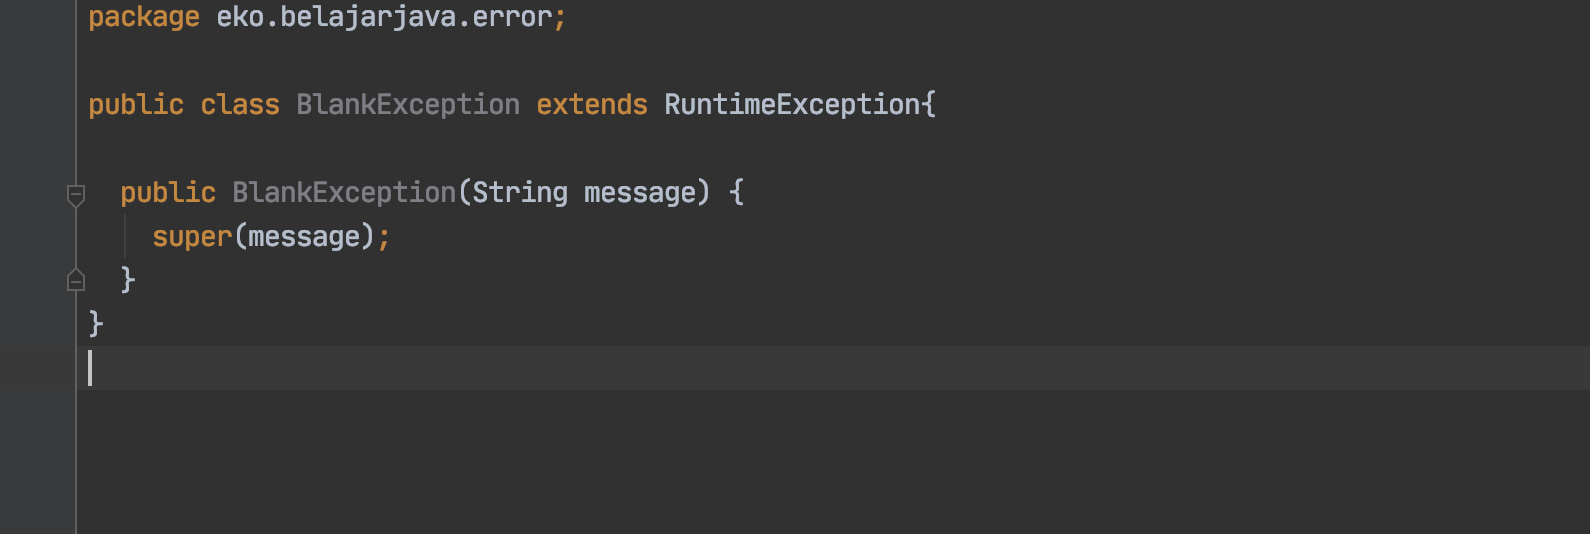 package eko.belajarjava.error;
public class BlankException extends RuntimeException{
public BlankException(String message) {
super(message);
}
}